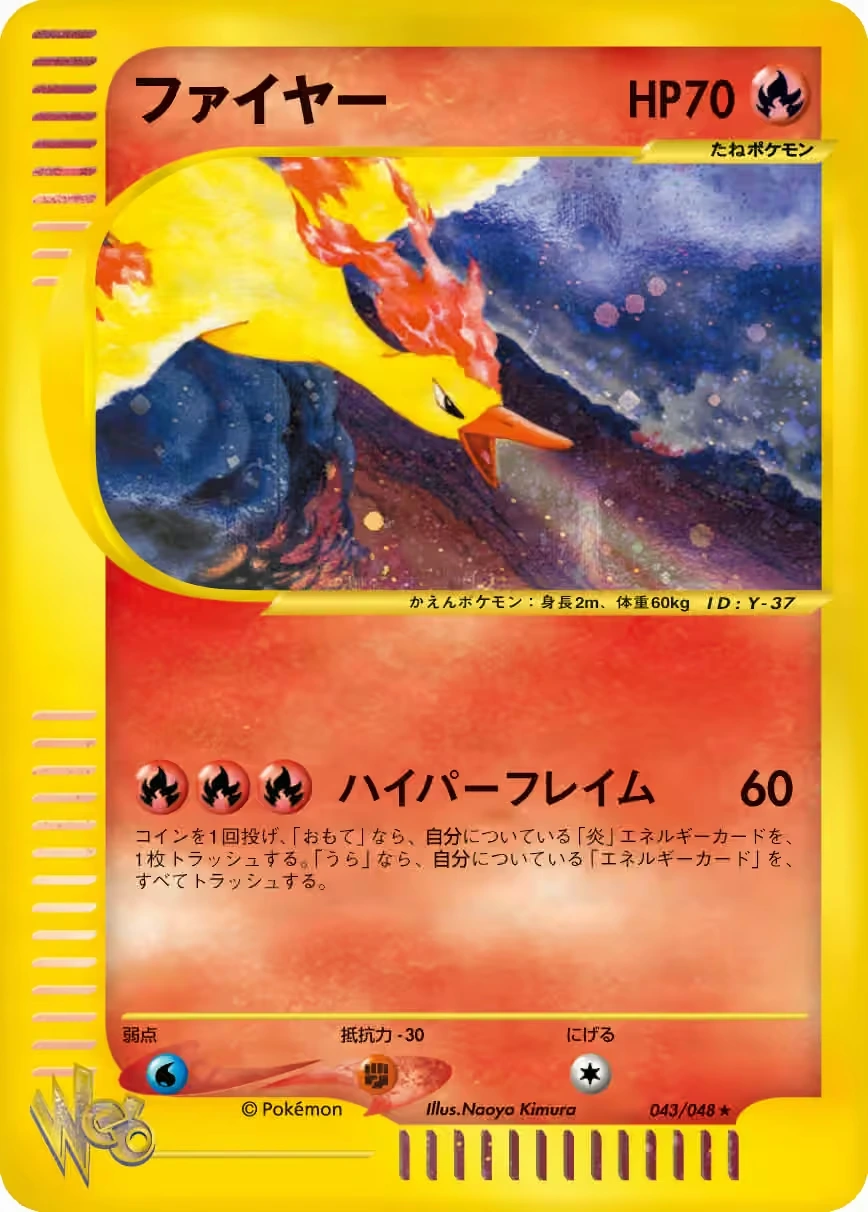 ファイヤー
HP70
たねポケモン
かえんポケモン：身長2m、体重60kg ID：Y-37
ハイパーフレイム 60
コインを1回投げ、「おもて」なら、自分についている「炎」エネルギーカードを、
1枚トラッシュする。「うら」なら、自分についている「エネルギーカード」を、
すべてトラッシュする。
弱点 抵抗力-30 にげる
Web
© Pokémon Illus.Naoyo Kimura 043/048★